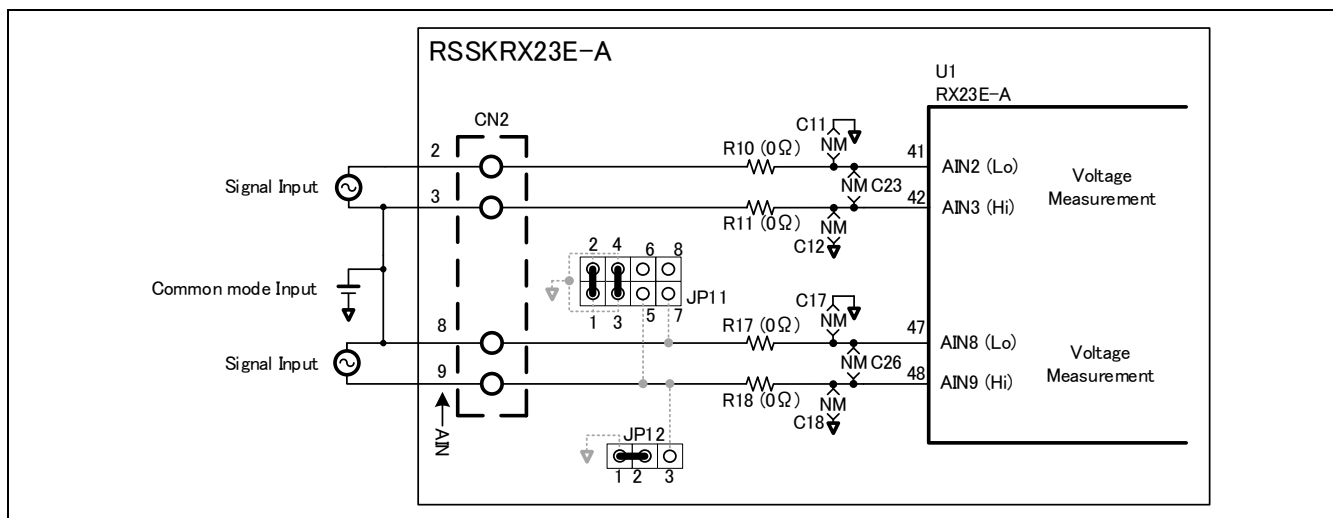 RSSKRX23E-A
U1
RX23E-A
CN2
C11
NM
R10 (0Ω)
2
41
AIN2 (Lo)
Signal Input
NM C23
Voltage
Measurement
3
42
AIN3 (Hi)
R11 (0Ω)
NM
C12
2 4 6 8
Common mode Input
JP11
1 3 5 7
C17
NM
8
R17 (0Ω)
47
AIN8 (Lo)
Signal Input
NM C26
Voltage
Measurement
9
48
AIN9 (Hi)
R18 (0Ω)
NM
C18
AIN
JP12
1 2 3